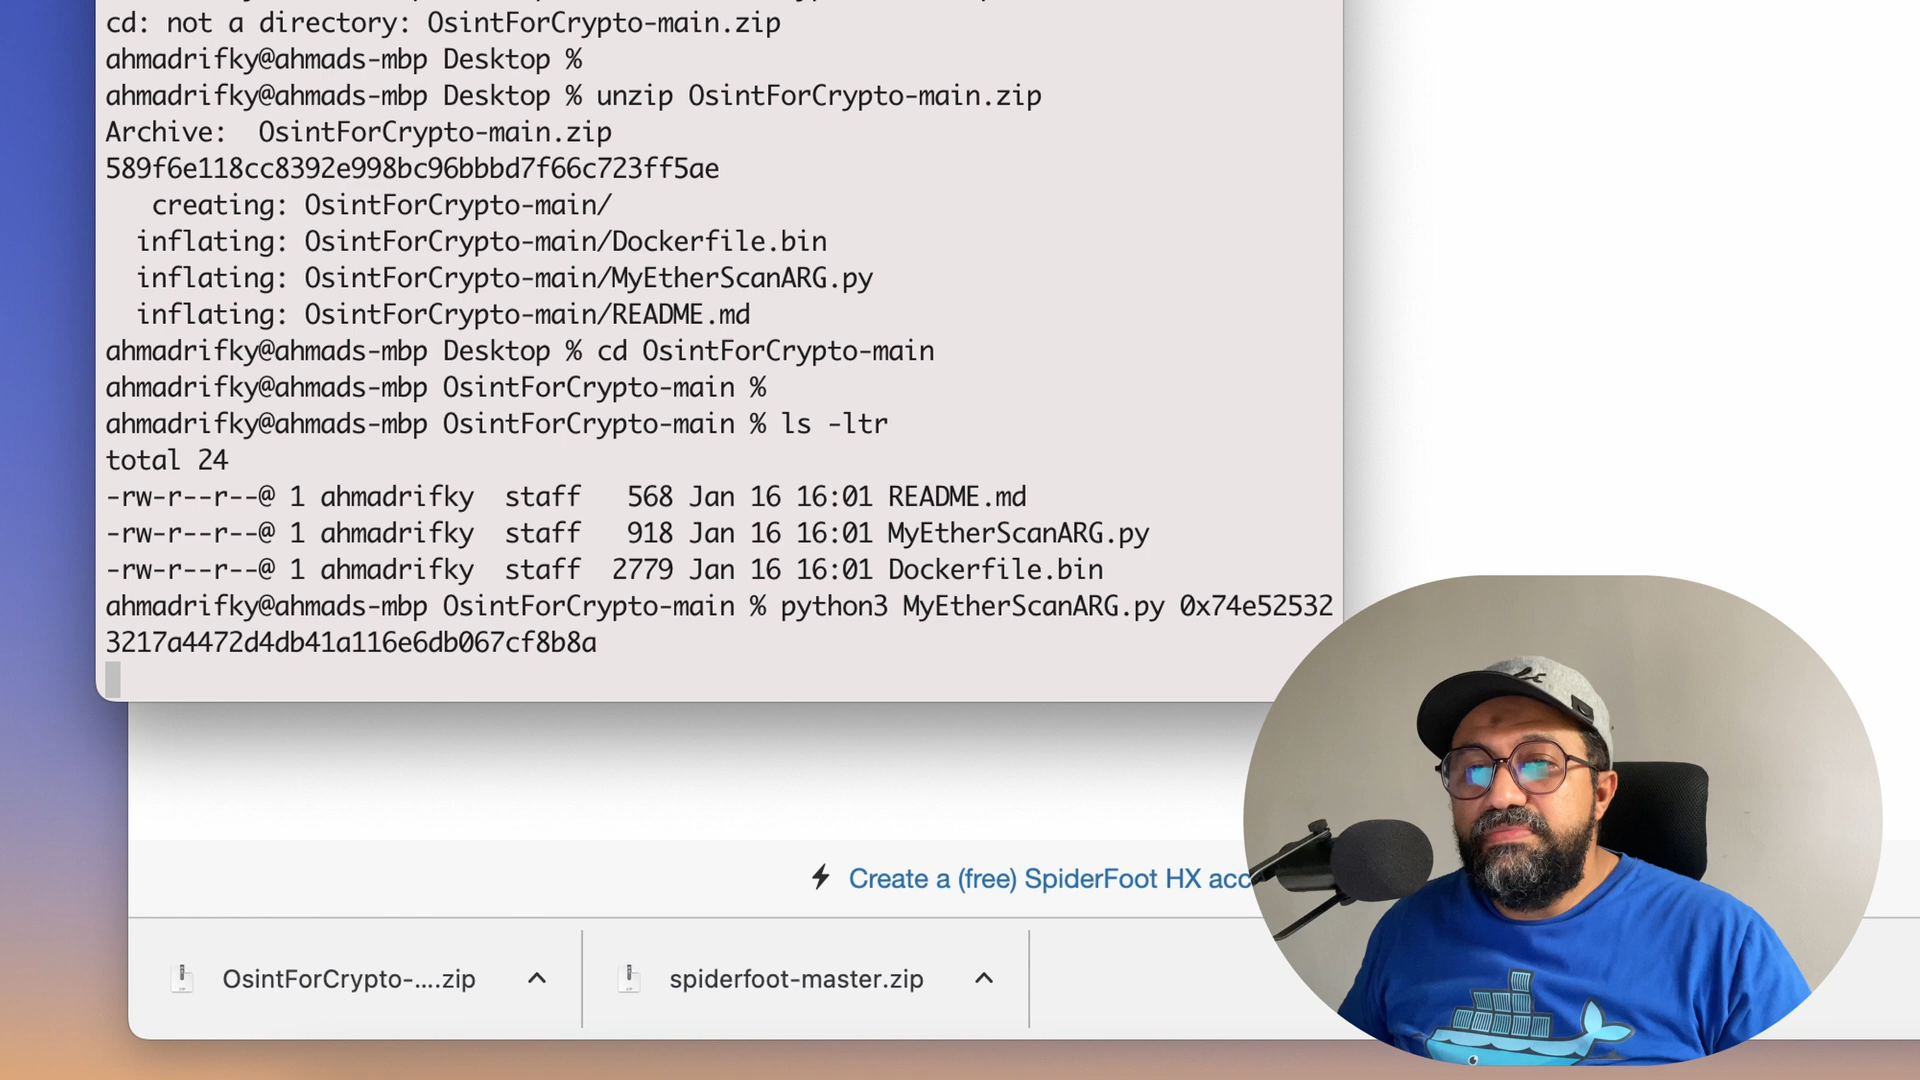 cd: not a directory: OsintForCrypto-main.zip
ahmadrifky@ahmads-mbp Desktop %
ahmadrifky@ahmads-mbp Desktop % unzip OsintForCrypto-main.zip
Archive:  OsintForCrypto-main.zip
589f6e118cc8392e998bc96bbbd7f66c723ff5ae
   creating: OsintForCrypto-main/
  inflating: OsintForCrypto-main/Dockerfile.bin
  inflating: OsintForCrypto-main/MyEtherScanARG.py
  inflating: OsintForCrypto-main/README.md
ahmadrifky@ahmads-mbp Desktop % cd OsintForCrypto-main
ahmadrifky@ahmads-mbp OsintForCrypto-main %
ahmadrifky@ahmads-mbp OsintForCrypto-main % ls -ltr
total 24
-rw-r--r--@ 1 ahmadrifky  staff   568 Jan 16 16:01 README.md
-rw-r--r--@ 1 ahmadrifky  staff   918 Jan 16 16:01 MyEtherScanARG.py
-rw-r--r--@ 1 ahmadrifky  staff  2779 Jan 16 16:01 Dockerfile.bin
ahmadrifky@ahmads-mbp OsintForCrypto-main % python3 MyEtherScanARG.py 0x74e52532
3217a4472d4db41a116e6db067cf8b8a
Create a (free) SpiderFoot HX acc
OsintForCrypto-....zip
spiderfoot-master.zip